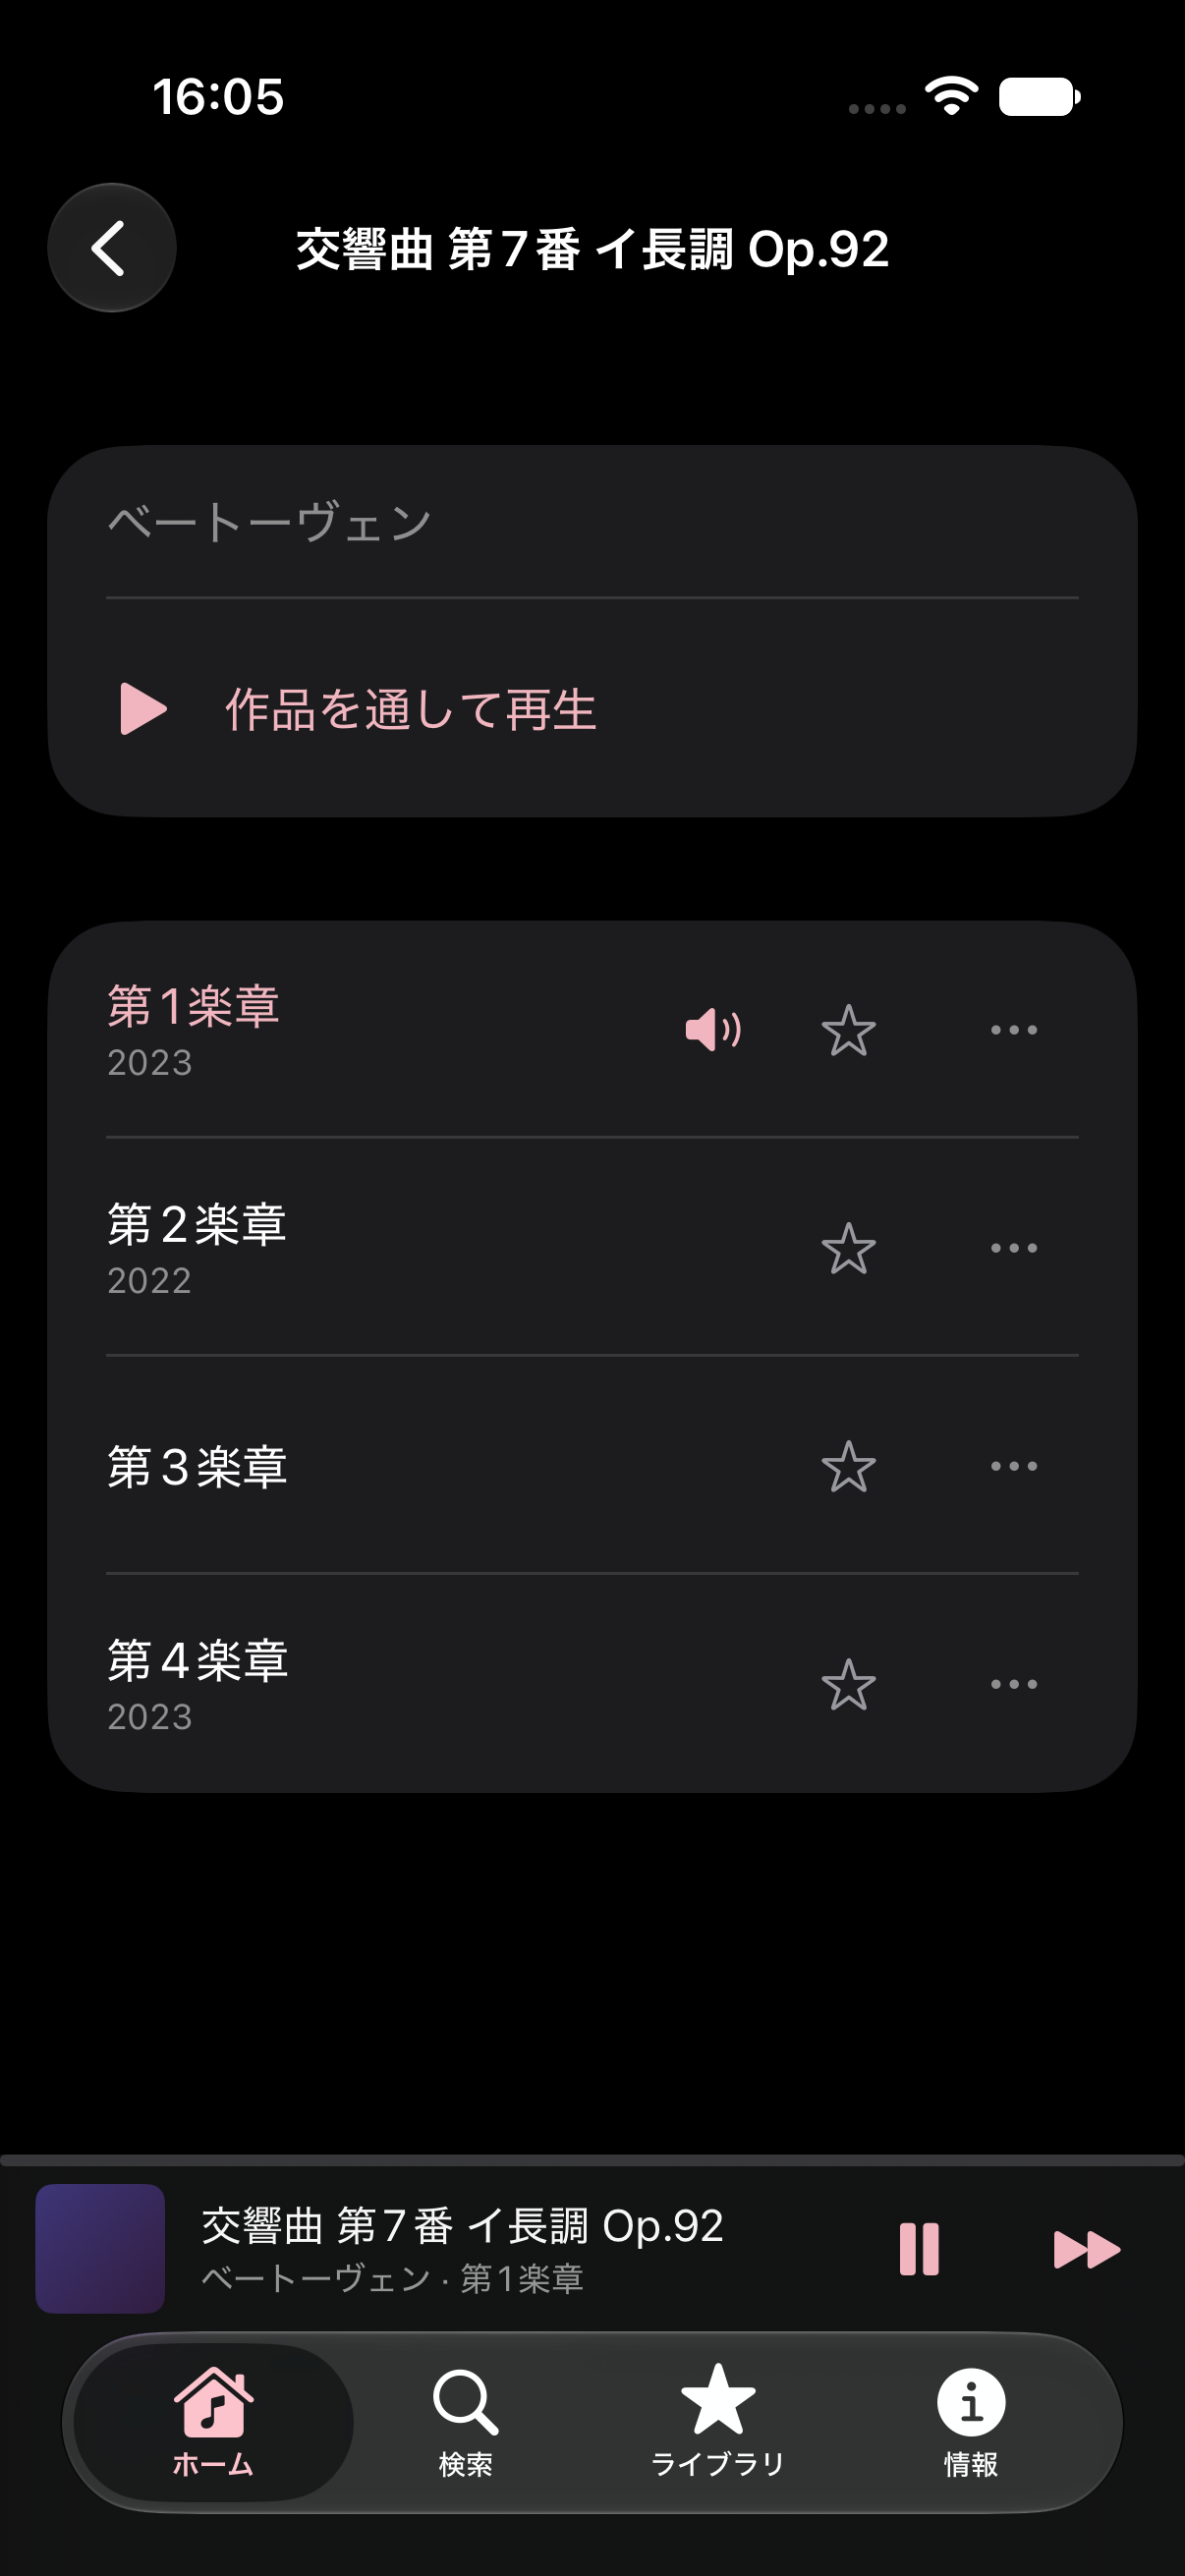 16:05
交響曲 第7番 イ長調 Op.92
ベートーヴェン
作品を通して再生
第1楽章
2023
第2楽章
2022
第3楽章
第4楽章
2023
交響曲 第7番 イ長調 Op.92
ベートーヴェン · 第1楽章
ホーム
検索
ライブラリ
情報